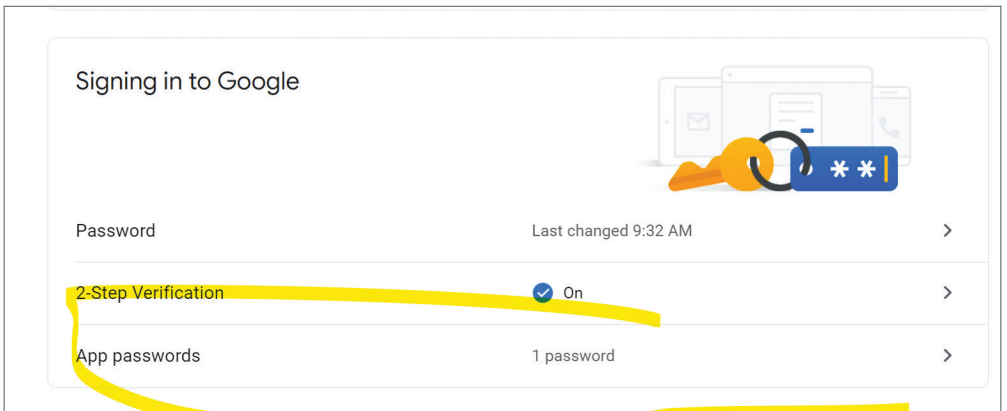 Signing in to Google
**
Password Last changed 9:32 AM
2-Step Verification On
App passwords 1 password